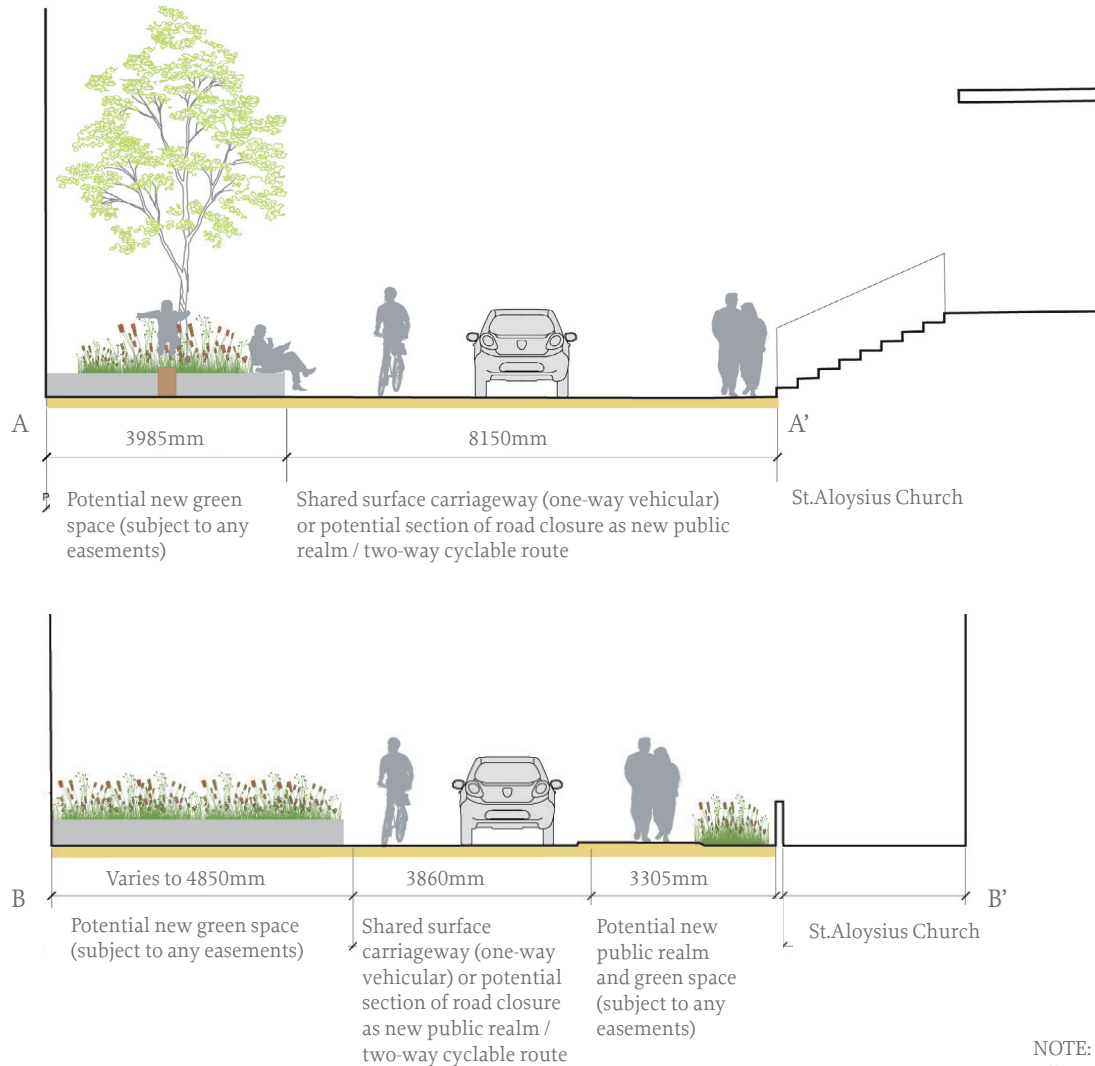 A
3985mm
8150mm
A’
Potential new green
space (subject to any
easements)
Shared surface carriageway (one-way vehicular)
or potential section of road closure as new public
realm / two-way cyclable route
St.Aloysius Church
B
Varies to 4850mm
3860mm
3305mm
B’
Potential new green space
(subject to any easements)
Shared surface
carriageway (one-way
vehicular) or potential
section of road closure
as new public realm /
two-way cyclable route
Potential new
public realm
and green space
(subject to any
easements)
St.Aloysius Church
NOTE: